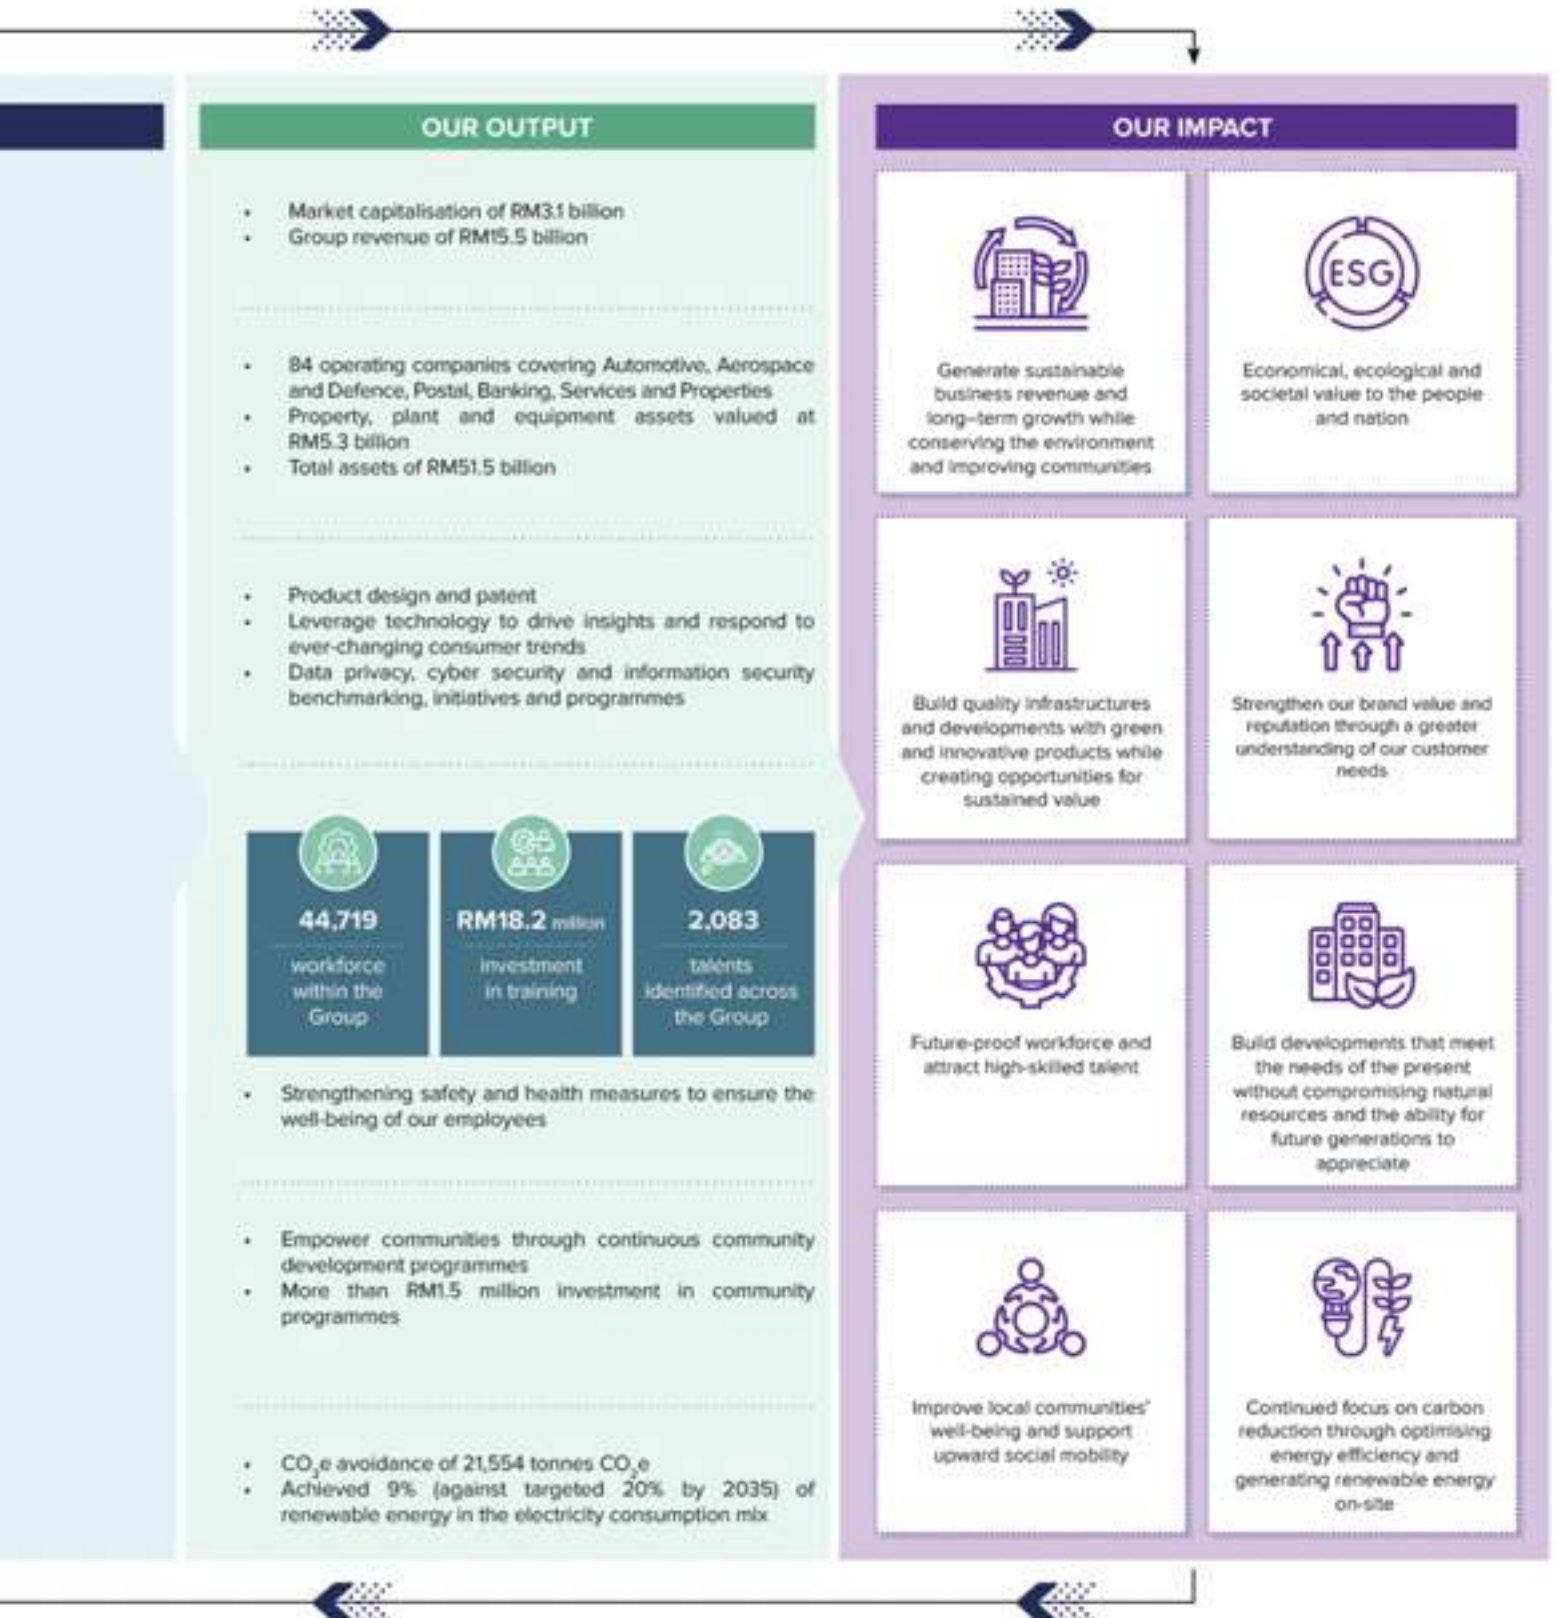 OUR OUTPUT
Market capitalisation of RM3.1 billion
Group revenue of RM15.5 billion
84 operating companies covering Automotive, Aerospace
and Defence, Postal, Banking, Services and Properties
Property, plant and equipment assets valued at
RM5.3 billion
Total assets of RM51.5 billion
Product design and patent
Leverage technology to drive insights and respond to
ever-changing consumer trends
Data privacy, cyber security and information security
benchmarking, initiatives and programmes
44,719
workforce
within the
Group
RM18.2 million
investment
in training
2,083
talents
identified across
the Group
Strengthening safety and health measures to ensure the
well-being of our employees
Empower communities through continuous community
development programmes
More than RM1.5 million investment in community
programmes
CO₂e avoidance of 21,554 tonnes CO₂e
Achieved 9% (against targeted 20% by 2035) of
renewable energy in the electricity consumption mix
OUR IMPACT
Generate sustainable
business revenue and
long–term growth while
conserving the environment
and improving communities
ESG
Economical, ecological and
societal value to the people
and nation
Build quality infrastructures
and developments with green
and innovative products while
creating opportunities for
sustained value
Strengthen our brand value and
reputation through a greater
understanding of our customer
needs
Future-proof workforce and
attract high-skilled talent
Build developments that meet
the needs of the present
without compromising natural
resources and the ability for
future generations to
appreciate
Improve local communities'
well-being and support
upward social mobility
Continued focus on carbon
reduction through optimising
energy efficiency and
generating renewable energy
on-site